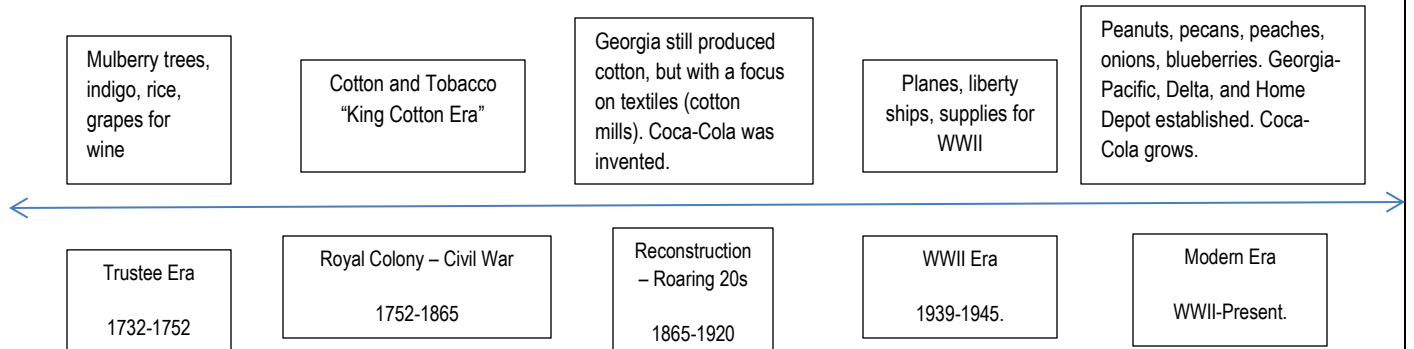 Mulberry trees,
indigo, rice,
grapes for
wine
Cotton and Tobacco
“King Cotton Era”
Georgia still produced
cotton, but with a focus
on textiles (cotton
mills). Coca-Cola was
invented.
Planes, liberty
ships, supplies for
WWII
Peanuts, pecans, peaches,
onions, blueberries. Georgia-
Pacific, Delta, and Home
Depot established. Coca-
Cola grows.
Trustee Era
1732-1752
Royal Colony – Civil War
1752-1865
Reconstruction
– Roaring 20s
1865-1920
WWII Era
1939-1945.
Modern Era
WWII-Present.